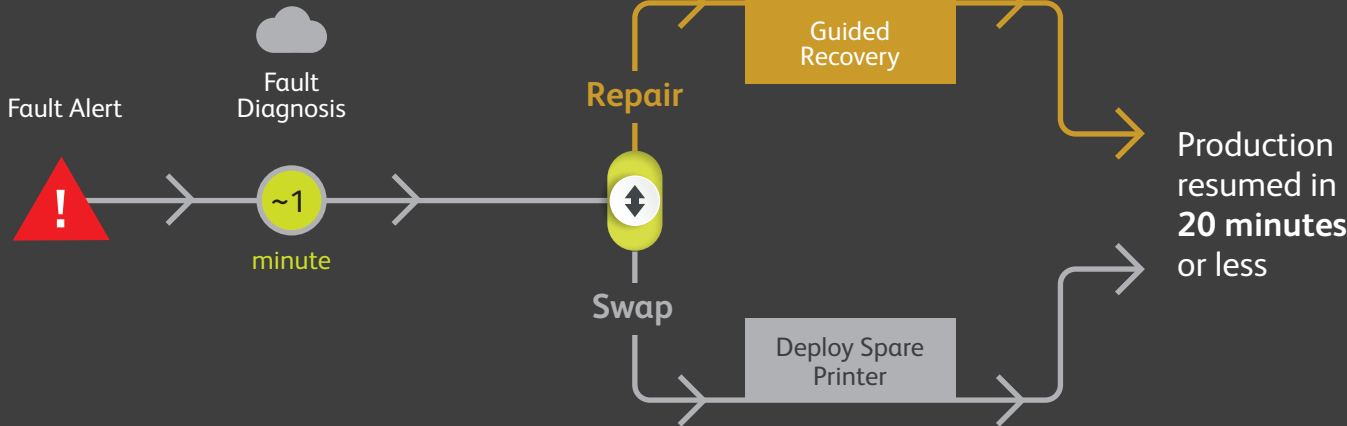 Fault Alert
!
Fault
Diagnosis
~1
minute
Repair
Swap
Guided
Recovery
Deploy Spare
Printer
Production
resumed in
20 minutes
or less